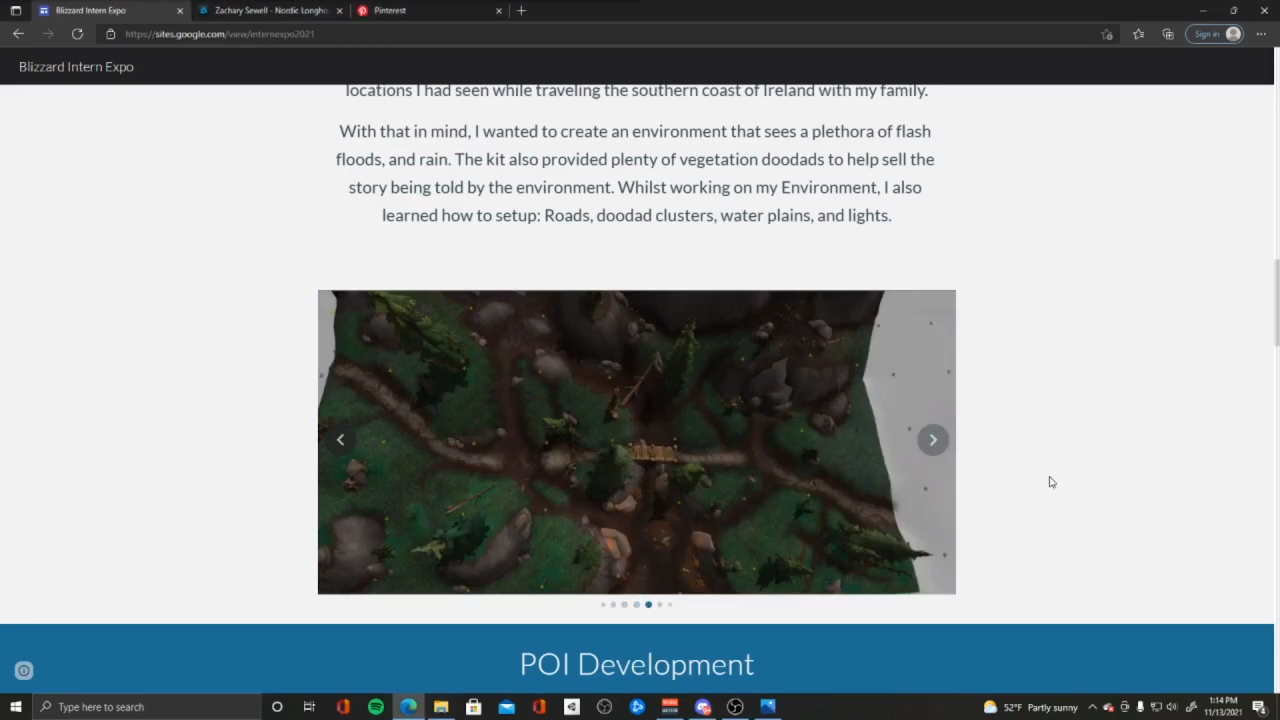 Blizzard Intern Expo
Zachary Sewell - Nordic Longho
Pinterest
https://sites.google.com/view/internexpo2021
Sign in
Blizzard Intern Expo
locations I had seen while traveling the southern coast of Ireland with my family.
With that in mind, I wanted to create an environment that sees a plethora of flash
floods, and rain. The kit also provided plenty of vegetation doodads to help sell the
story being told by the environment. Whilst working on my Environment, I also
learned how to setup: Roads, doodad clusters, water plains, and lights.
POI Development
Type here to search
52°F Partly sunny
1:14 PM
11/13/2021
4